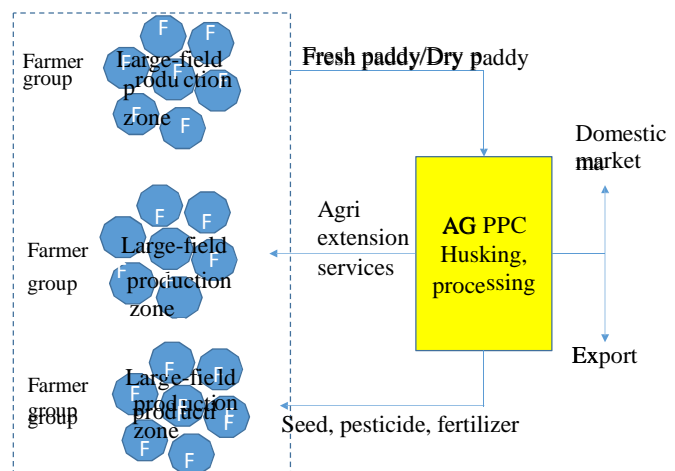 Farmer
group
F
F
F
F
F
F
F
Large-field
production
zone
Fresh paddy/Dry paddy
Domestic
market
Farmer
group
F
F
F
F
Large-field
production
zone
Agri
extension
services
AG PPC
Husking,
processing
Export
Farmer
group
F
F
F
F
F
F
F
Large-field
production
zone
Seed, pesticide, fertilizer